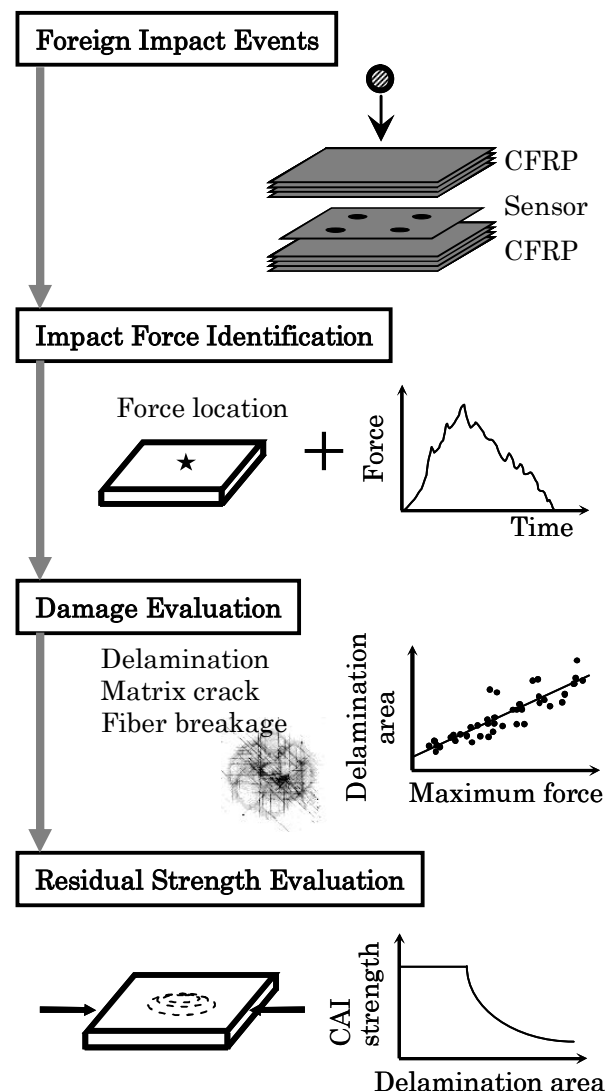 Foreign Impact Events
CFRP
Sensor
CFRP
Impact Force Identification
Force location
Force
Time
Damage Evaluation
Delamination
Matrix crack
Fiber breakage
Delamination
area
Maximum force
Residual Strength Evaluation
CAI
strength
Delamination area